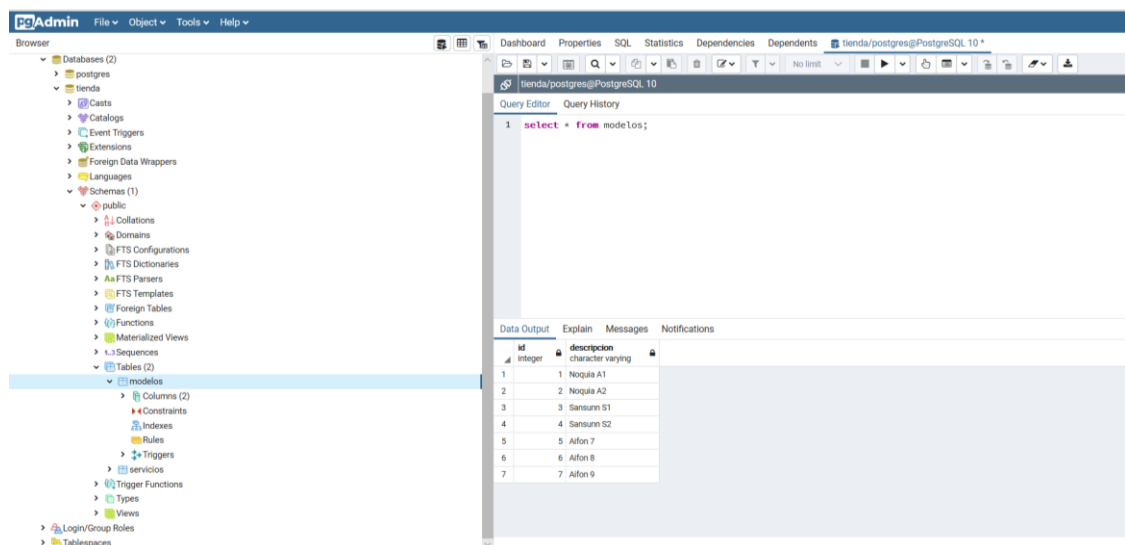 pgAdmin File Object Tools Help
Browser
Databases (2)
postgres
tienda
Casts
Catalogs
Event Triggers
Extensions
Foreign Data Wrappers
Languages
Schemas (1)
public
Collations
Domains
FTS Configurations
FTS Dictionaries
FTS Parsers
FTS Templates
Foreign Tables
Functions
Materialized Views
1..3 Sequences
Tables (2)
modelos
Columns (2)
Constraints
Indexes
Rules
Triggers
servicios
Trigger Functions
Types
Views
Login/Group Roles
Tablespaces
Dashboard Properties SQL Statistics Dependencies Dependents tienda/postgres@PostgreSQL 10 *
No limit
tienda/postgres@PostgreSQL 10
Query Editor Query History
1 select * from modelos;
Data Output Explain Messages Notifications
id descripcion
integer character varying
1 1 Noquia A1
2 2 Noquia A2
3 3 Sansunn S1
4 4 Sansunn S2
5 5 Aifon 7
6 6 Aifon 8
7 7 Aifon 9